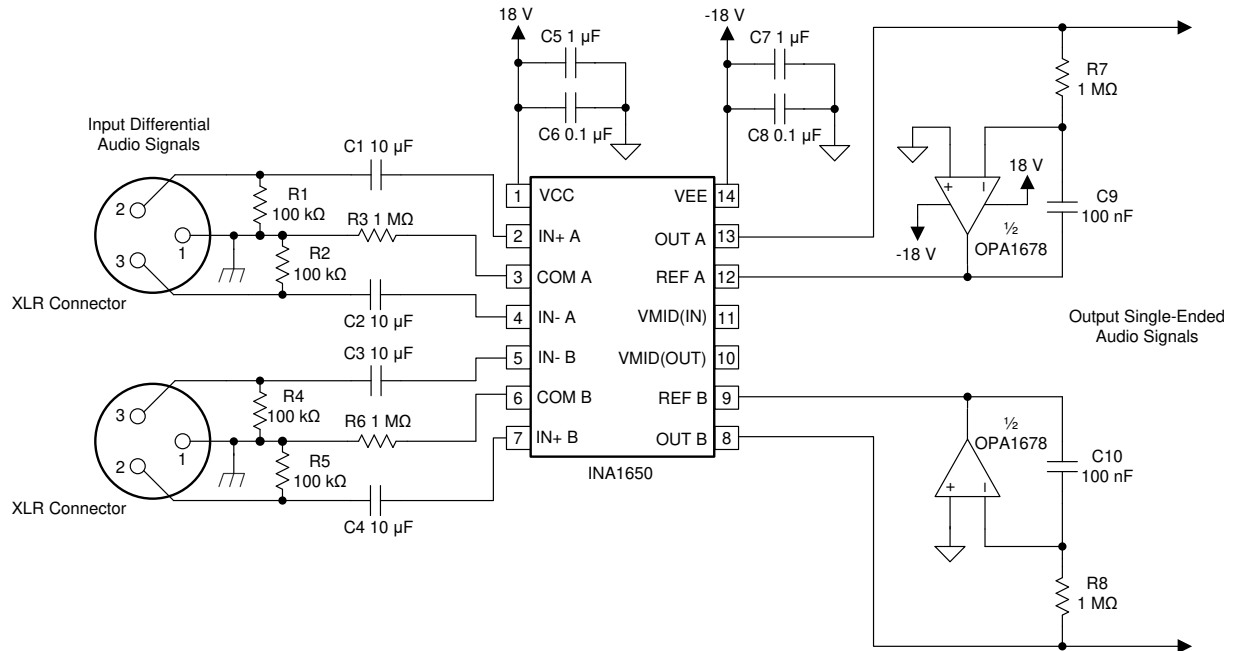 18 V
-18 V
C5 1 µF
C7 1 µF
C6 0.1 µF
C8 0.1 µF
R7
1 MΩ
Input Differential
Audio Signals
C1 10 µF
2
R1
100 kΩ
R3 1 MΩ
1
3
R2
100 kΩ
XLR Connector
C2 10 µF
1 VCC
VEE 14
2 IN+ A
OUT A 13
3 COM A
REF A 12
4 IN- A
VMID(IN) 11
5 IN- B
VMID(OUT) 10
6 COM B
REF B 9
7 IN+ B
OUT B 8
INA1650
+
–
18 V
-18 V
½
OPA1678
C9
100 nF
Output Single-Ended
Audio Signals
C3 10 µF
3
R4
100 kΩ
R6 1 MΩ
1
2
R5
100 kΩ
XLR Connector
C4 10 µF
½
OPA1678
+
–
C10
100 nF
R8
1 MΩ